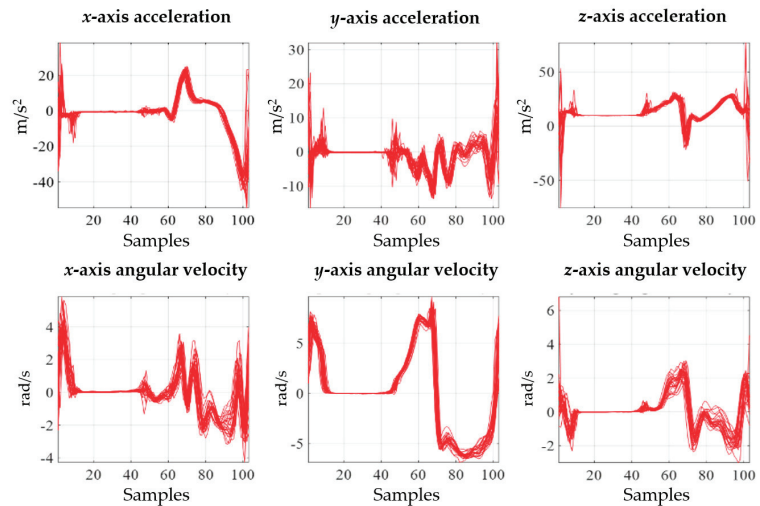 x-axis acceleration
y-axis acceleration
z-axis acceleration
m/s²
20
0
-20
-40
20 40 60 80 100
Samples
m/s²
30
20
10
0
-10
20 40 60 80 100
Samples
m/s²
50
0
-50
20 40 60 80 100
Samples
x-axis angular velocity
y-axis angular velocity
z-axis angular velocity
rad/s
4
2
0
-2
-4
0 20 40 60 80 100
Samples
rad/s
5
0
-5
0 20 40 60 80 100
Samples
rad/s
6
4
2
0
-2
0 20 40 60 80 100
Samples